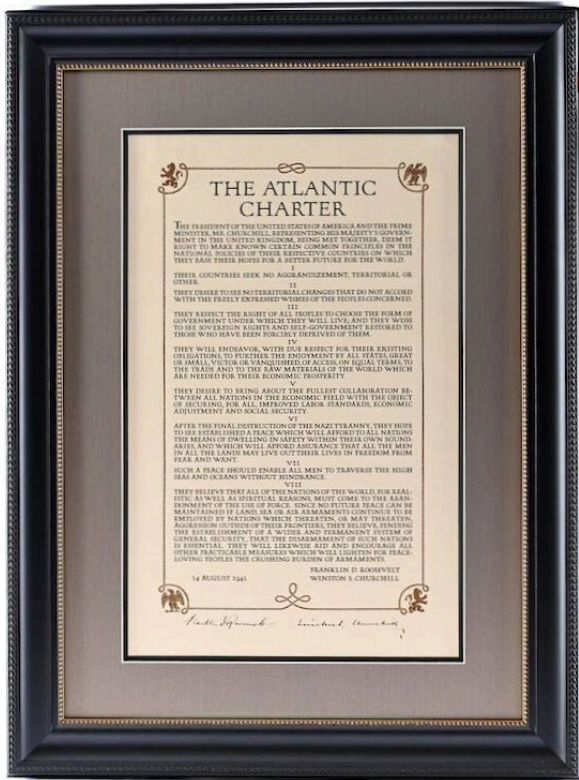 THE ATLANTIC
CHARTER
THE PRESIDENT OF THE UNITED STATES OF AMERICA AND THE PRIME
MINISTER, MR. CHURCHILL, REPRESENTING HIS MAJESTY'S GOVERN-
MENT IN THE UNITED KINGDOM, BEING MET TOGETHER, DEEM IT
RIGHT TO MAKE KNOWN CERTAIN COMMON PRINCIPLES IN THE
NATIONAL POLICIES OF THEIR RESPECTIVE COUNTRIES ON WHICH
THEY BASE THEIR HOPES FOR A BETTER FUTURE FOR THE WORLD.
I
THEIR COUNTRIES SEEK NO AGGRANDIZEMENT, TERRITORIAL OR
OTHER.
II
THEY DESIRE TO SEE NO TERRITORIAL CHANGES THAT DO NOT ACCORD
WITH THE FREELY EXPRESSED WISHES OF THE PEOPLES CONCERNED.
III
THEY RESPECT THE RIGHT OF ALL PEOPLES TO CHOOSE THE FORM OF
GOVERNMENT UNDER WHICH THEY WILL LIVE; AND THEY WISH
TO SEE SOVEREIGN RIGHTS AND SELF-GOVERNMENT RESTORED TO
THOSE WHO HAVE BEEN FORCIBLY DEPRIVED OF THEM.
IV
THEY WILL ENDEAVOR, WITH DUE RESPECT FOR THEIR EXISTING
OBLIGATIONS, TO FURTHER THE ENJOYMENT BY ALL STATES, GREAT
OR SMALL, VICTOR OR VANQUISHED, OF ACCESS, ON EQUAL TERMS, TO
THE TRADE AND TO THE RAW MATERIALS OF THE WORLD WHICH
ARE NEEDED FOR THEIR ECONOMIC PROSPERITY.
V
THEY DESIRE TO BRING ABOUT THE FULLEST COLLABORATION BE-
TWEEN ALL NATIONS IN THE ECONOMIC FIELD WITH THE OBJECT
OF SECURING, FOR ALL, IMPROVED LABOR STANDARDS, ECONOMIC
ADJUSTMENT AND SOCIAL SECURITY.
VI
AFTER THE FINAL DESTRUCTION OF THE NAZI TYRANNY, THEY HOPE
TO SEE ESTABLISHED A PEACE WHICH WILL AFFORD TO ALL NATIONS
THE MEANS OF DWELLING IN SAFETY WITHIN THEIR OWN BOUND-
ARIES, AND WHICH WILL AFFORD ASSURANCE THAT ALL THE MEN
IN ALL THE LANDS MAY LIVE OUT THEIR LIVES IN FREEDOM FROM
FEAR AND WANT.
VII
SUCH A PEACE SHOULD ENABLE ALL MEN TO TRAVERSE THE HIGH
SEAS AND OCEANS WITHOUT HINDRANCE.
VIII
THEY BELIEVE THAT ALL OF THE NATIONS OF THE WORLD, FOR REAL-
ISTIC AS WELL AS SPIRITUAL REASONS, MUST COME TO THE ABAN-
DONMENT OF THE USE OF FORCE. SINCE NO FUTURE PEACE CAN BE
MAINTAINED IF LAND, SEA OR AIR ARMAMENTS CONTINUE TO BE
EMPLOYED BY NATIONS WHICH THREATEN, OR MAY THREATEN,
AGGRESSION OUTSIDE OF THEIR FRONTIERS, THEY BELIEVE, PENDING
THE ESTABLISHMENT OF A WIDER AND PERMANENT SYSTEM OF
GENERAL SECURITY, THAT THE DISARMAMENT OF SUCH NATIONS
IS ESSENTIAL. THEY WILL LIKEWISE AID AND ENCOURAGE ALL
OTHER PRACTICABLE MEASURES WHICH WILL LIGHTEN FOR PEACE-
LOVING PEOPLES THE CRUSHING BURDEN OF ARMAMENTS.
FRANKLIN D. ROOSEVELT
14 AUGUST 1941 WINSTON S. CHURCHILL